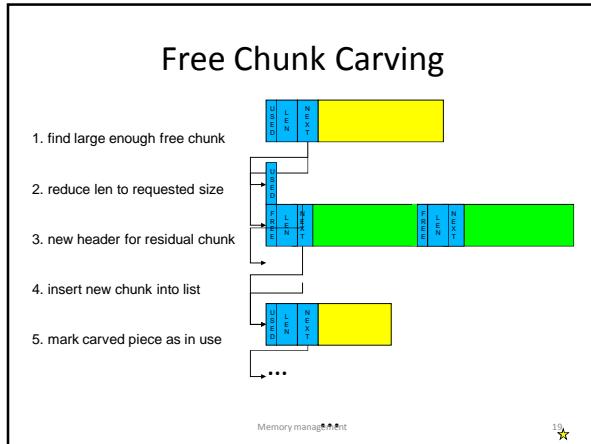 Free Chunk Carving
1. find large enough free chunk
2. reduce len to requested size
3. new header for residual chunk
4. insert new chunk into list
5. mark carved piece as in use
USED LEN NEXT
USED
FREE LEN NEXT FREE LEN NEXT
USED LEN NEXT
...
Memory management ...
19